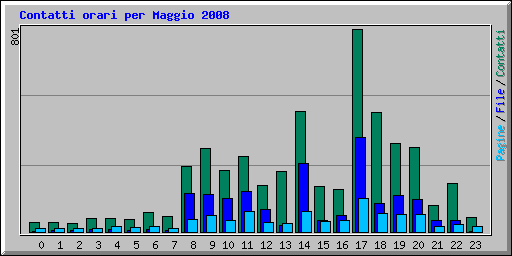 Contatti orari per Maggio 2008
801
Pagine / File / Contatti
0 1 2 3 4 5 6 7 8 9 10 11 12 13 14 15 16 17 18 19 20 21 22 23